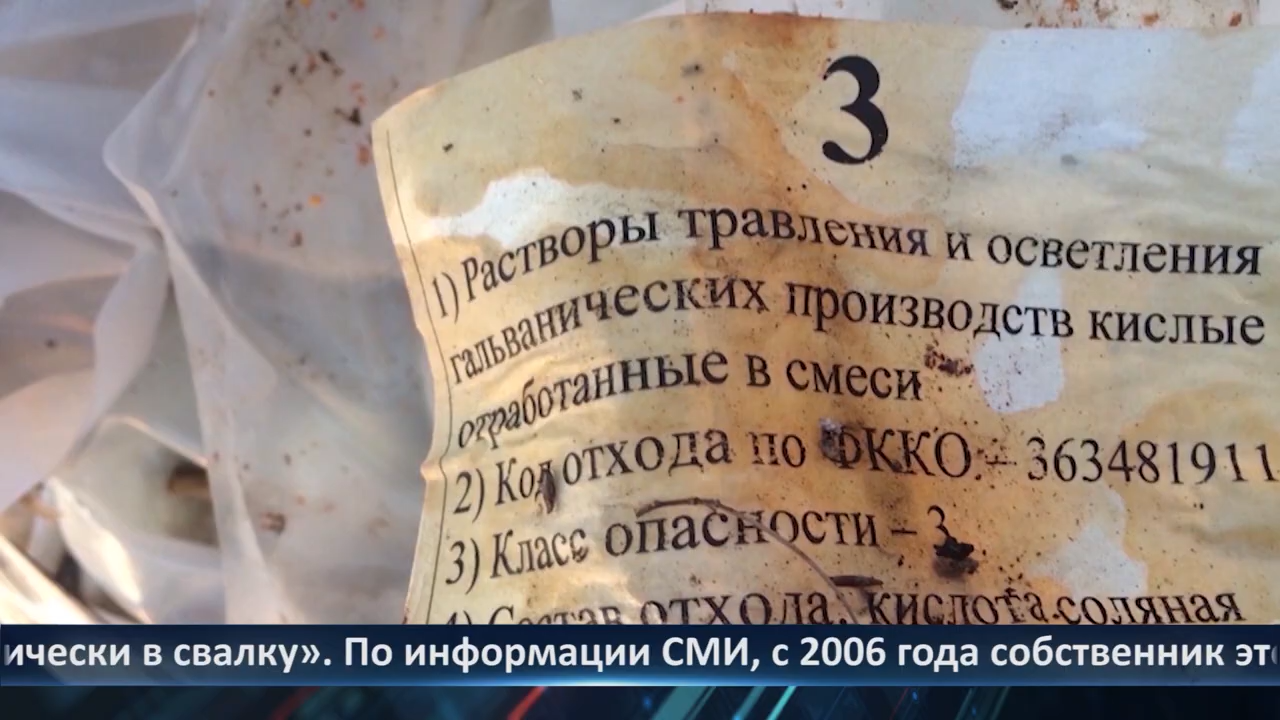 3
1) Растворы травления и осветления
гальванических производств кислые
отработанные в смеси
2) Код отхода по ФККО – 363481911
3) Класс опасности – 3
4) Состав отхода: кислота соляная
ически в свалку». По информации СМИ, с 2006 года собственник это